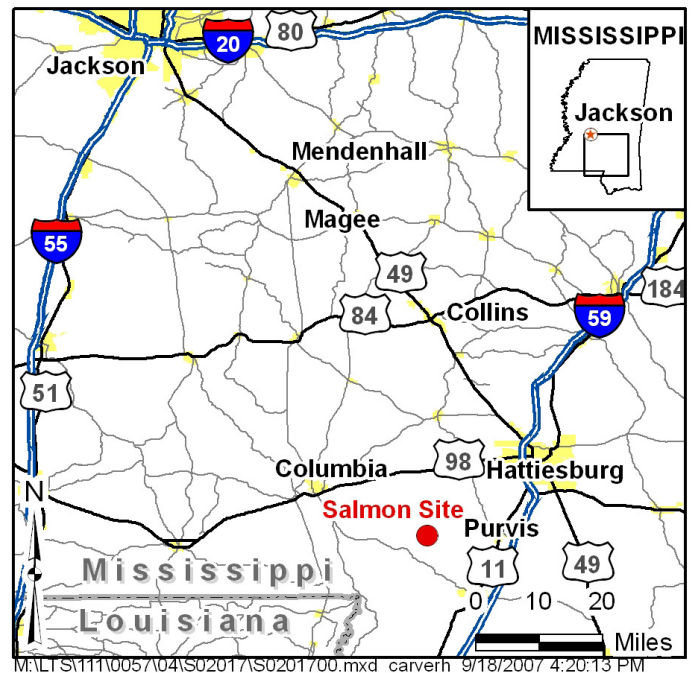 20
80
MISSISSIPPI
Jackson
Jackson
Mendenhall
Magee
55
49
184
84
Collins
59
51
98
Columbia
Hattiesburg
N
Salmon Site
Purvis
Mississippi
11
49
0 10 20
Louisiana
Miles
M:\LTS\111\0057\04\S02017\S0201700.mxd carverh 9/18/2007 4:20:13 PM